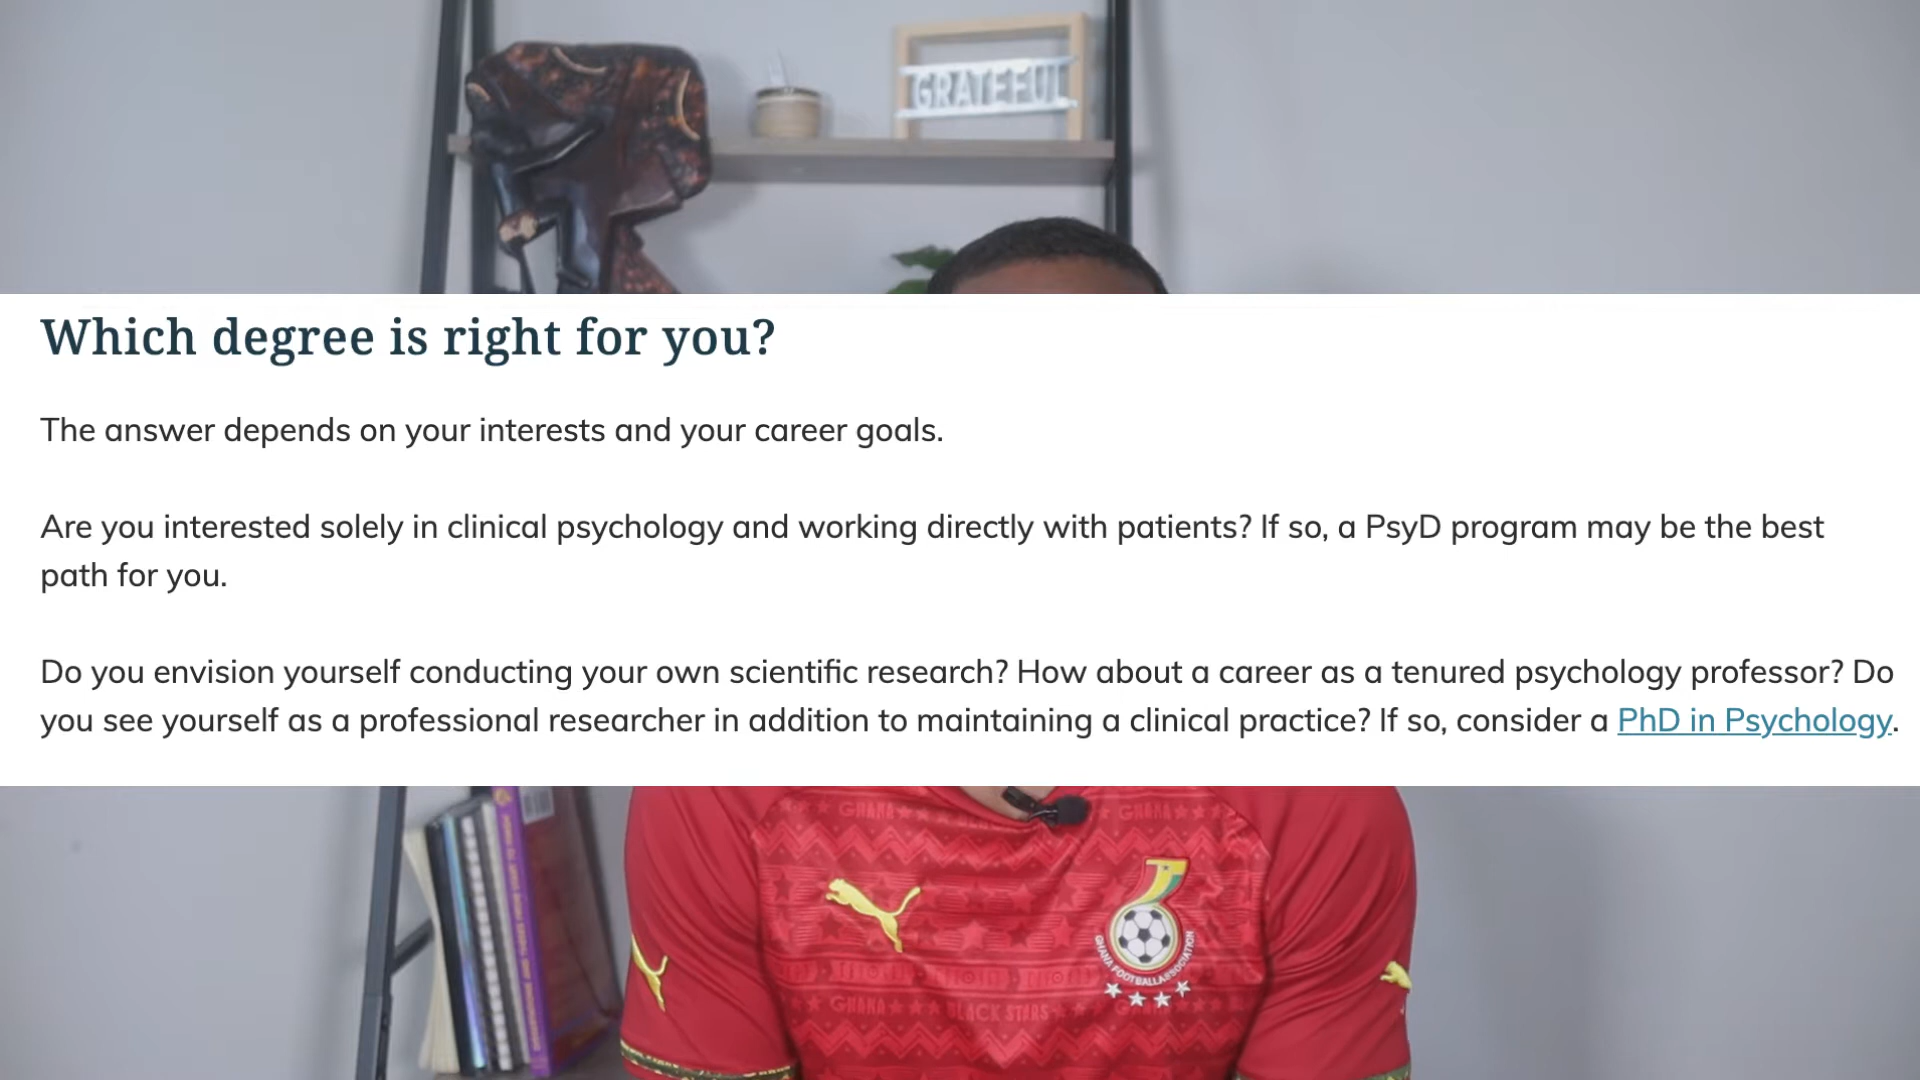 GRATEFUL
Which degree is right for you?
The answer depends on your interests and your career goals.
Are you interested solely in clinical psychology and working directly with patients? If so, a PsyD program may be the best
path for you.
Do you envision yourself conducting your own scientific research? How about a career as a tenured psychology professor? Do
you see yourself as a professional researcher in addition to maintaining a clinical practice? If so, consider a PhD in Psychology.
GHANA
GHANA
GHANA FOOTBALL ASSOCIATION
GHANA
BLACK STARS